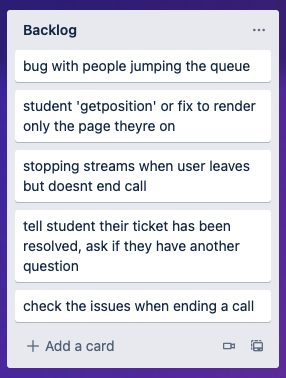 Backlog
bug with people jumping the queue
student 'getposition' or fix to render
only the page theyre on
stopping streams when user leaves
but doesnt end call
tell student their ticket has been
resolved, ask if they have another
question
check the issues when ending a call
+ Add a card